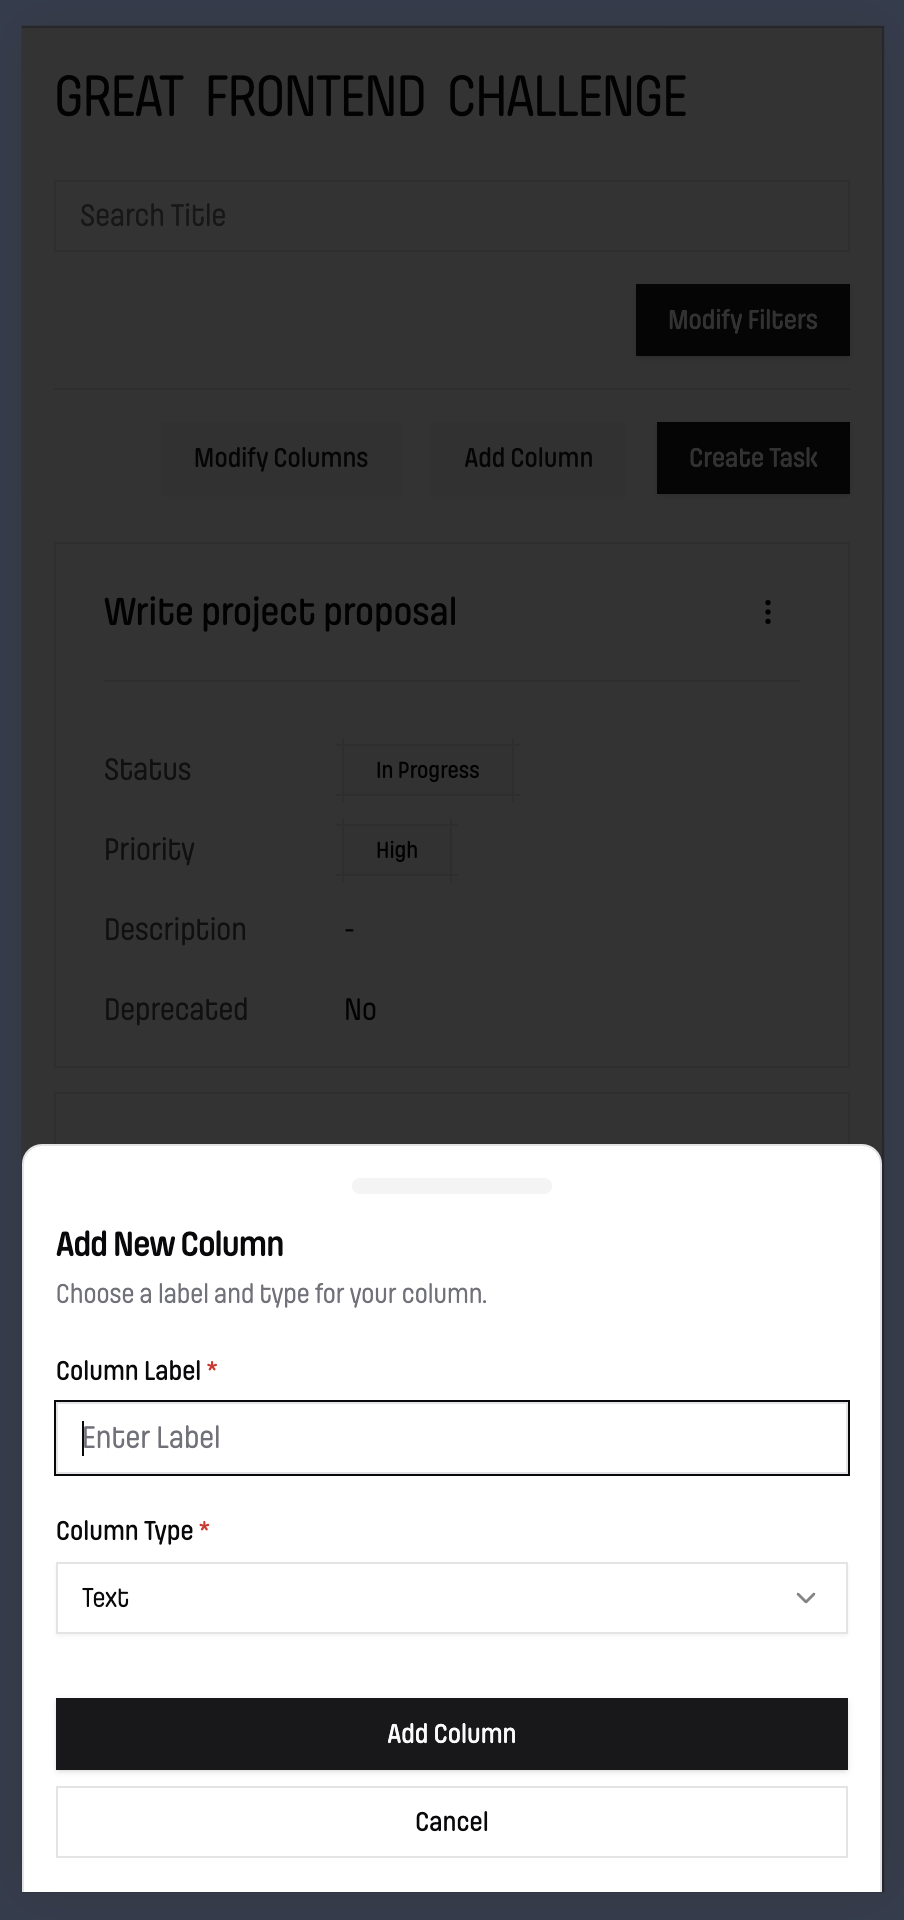 GREAT FRONTEND CHALLENGE
Search Title
Modify Filters
Modify Columns Add Column Create Task
Write project proposal
Status In Progress
Priority High
Description -
Deprecated No
Add New Column
Choose a label and type for your column.
Column Label *
Enter Label
Column Type *
Text
Add Column
Cancel